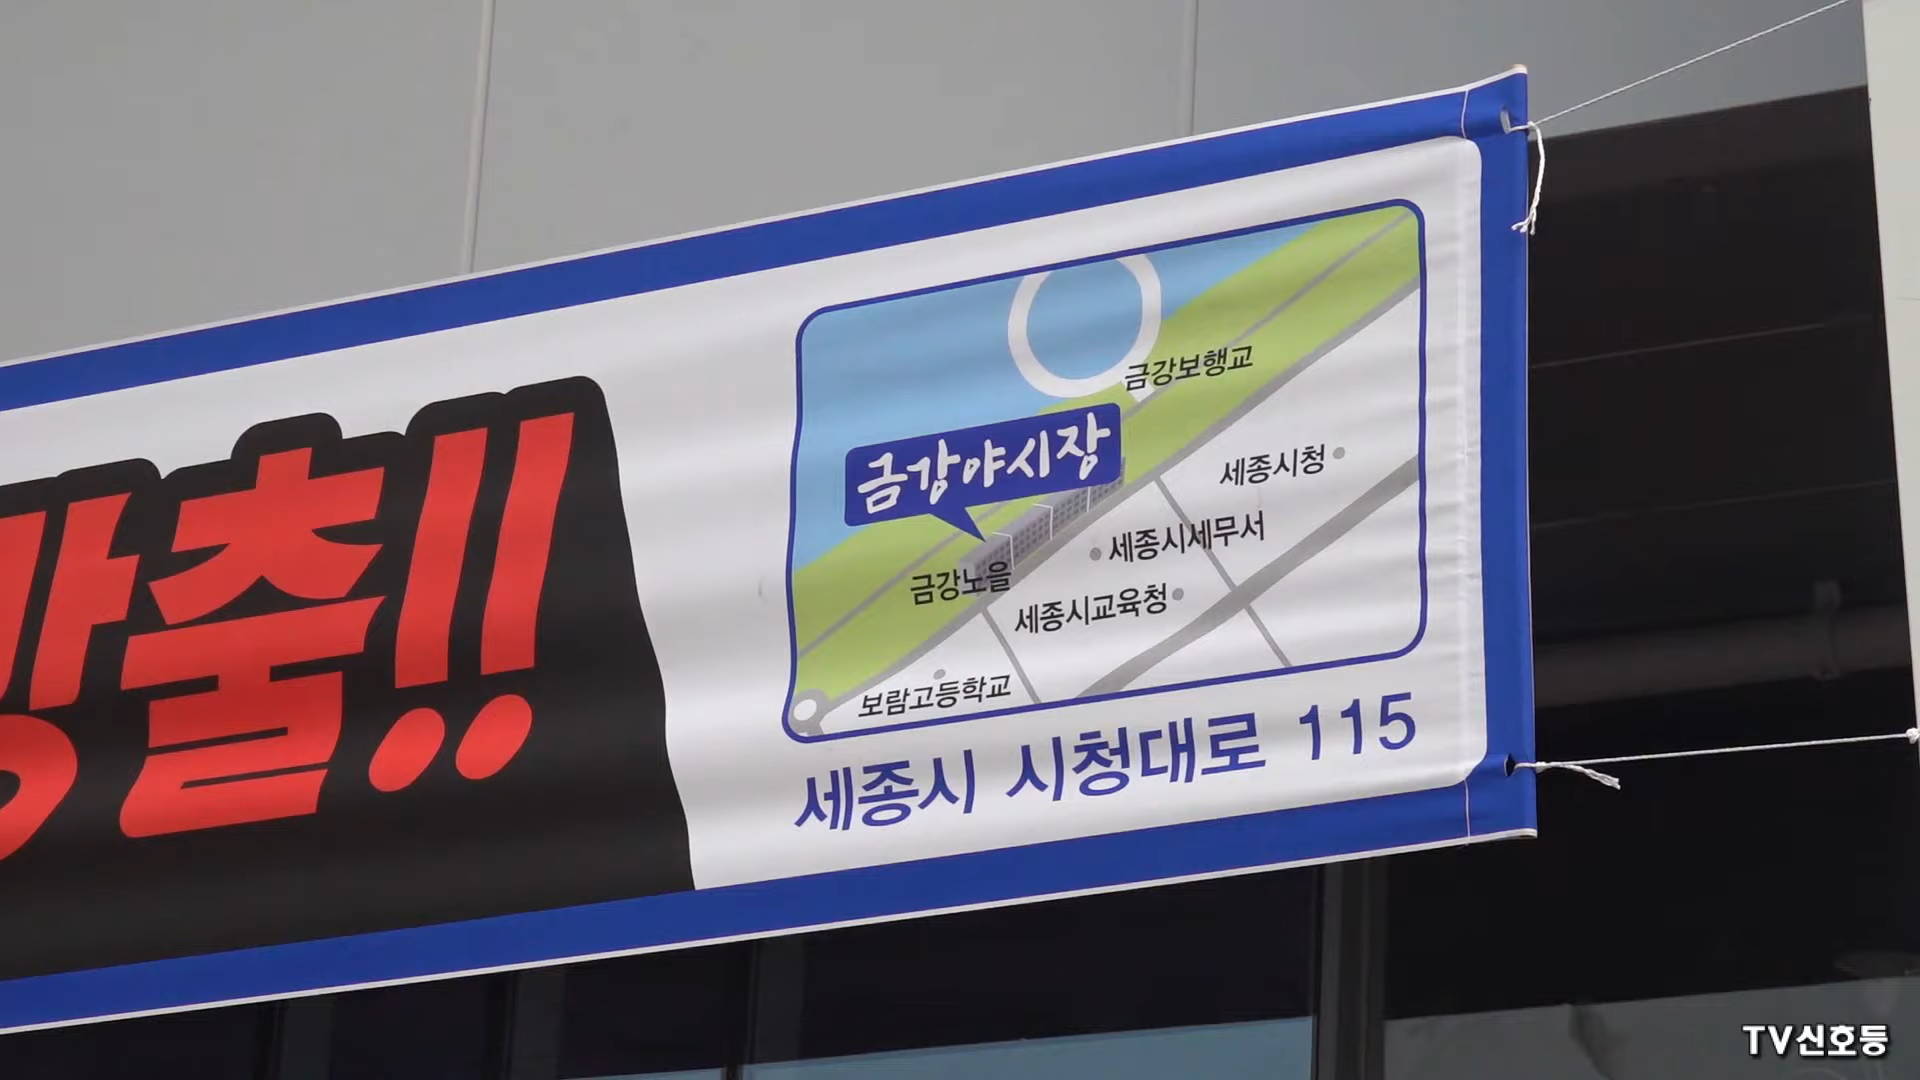 방출!!
금강보행교
금강야시장
세종시청
세종시세무서
금강노을
세종시교육청
보람고등학교
세종시 시청대로 115
TV신호등